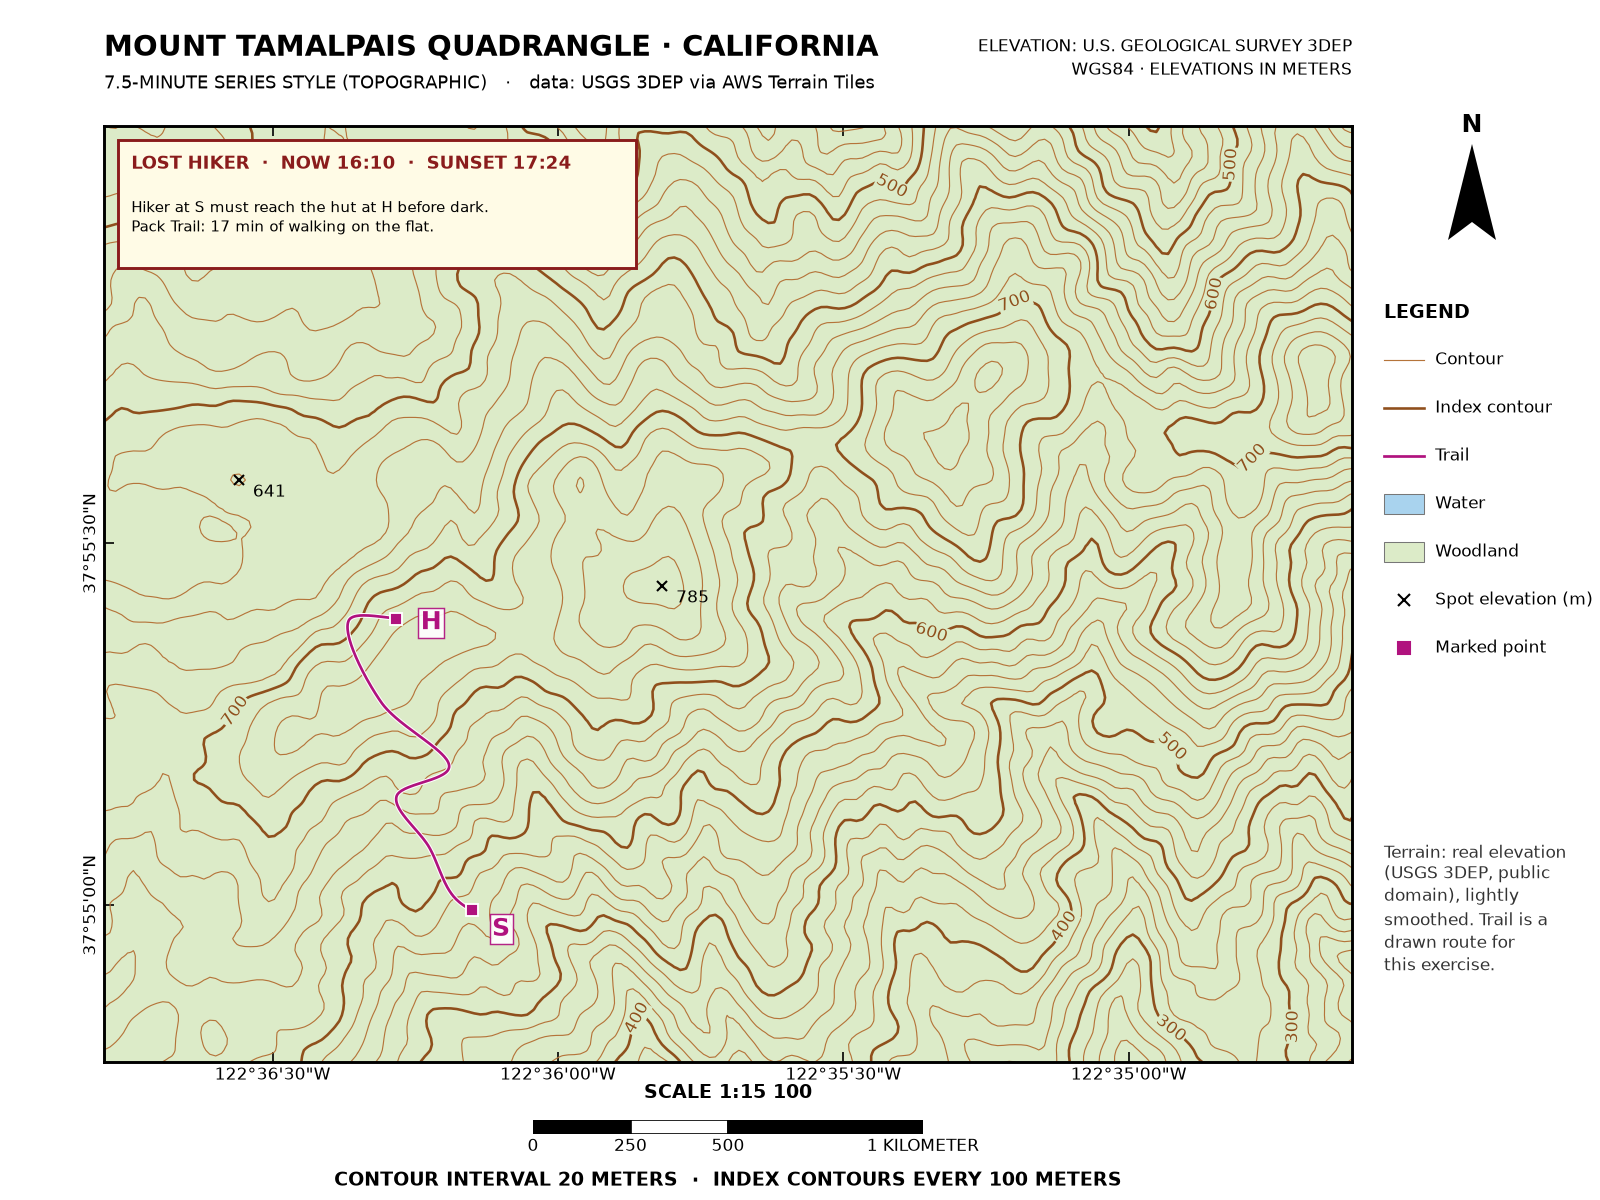 MOUNT TAMALPAIS QUADRANGLE · CALIFORNIA
7.5-MINUTE SERIES STYLE (TOPOGRAPHIC) · data: USGS 3DEP via AWS Terrain Tiles
ELEVATION: U.S. GEOLOGICAL SURVEY 3DEP
WGS84 · ELEVATIONS IN METERS
LOST HIKER · NOW 16:10 · SUNSET 17:24
Hiker at S must reach the hut at H before dark.
Pack Trail: 17 min of walking on the flat.
500
500
600
700
700
641
785
600
700
500
400
400
300
300
H
S
37°55'30"N
37°55'00"N
122°36'30"W
122°36'00"W
122°35'30"W
122°35'00"W
N
LEGEND
Contour
Index contour
Trail
Water
Woodland
Spot elevation (m)
Marked point
Terrain: real elevation
(USGS 3DEP, public
domain), lightly
smoothed. Trail is a
drawn route for
this exercise.
SCALE 1:15 100
0 250 500 1 KILOMETER
CONTOUR INTERVAL 20 METERS · INDEX CONTOURS EVERY 100 METERS